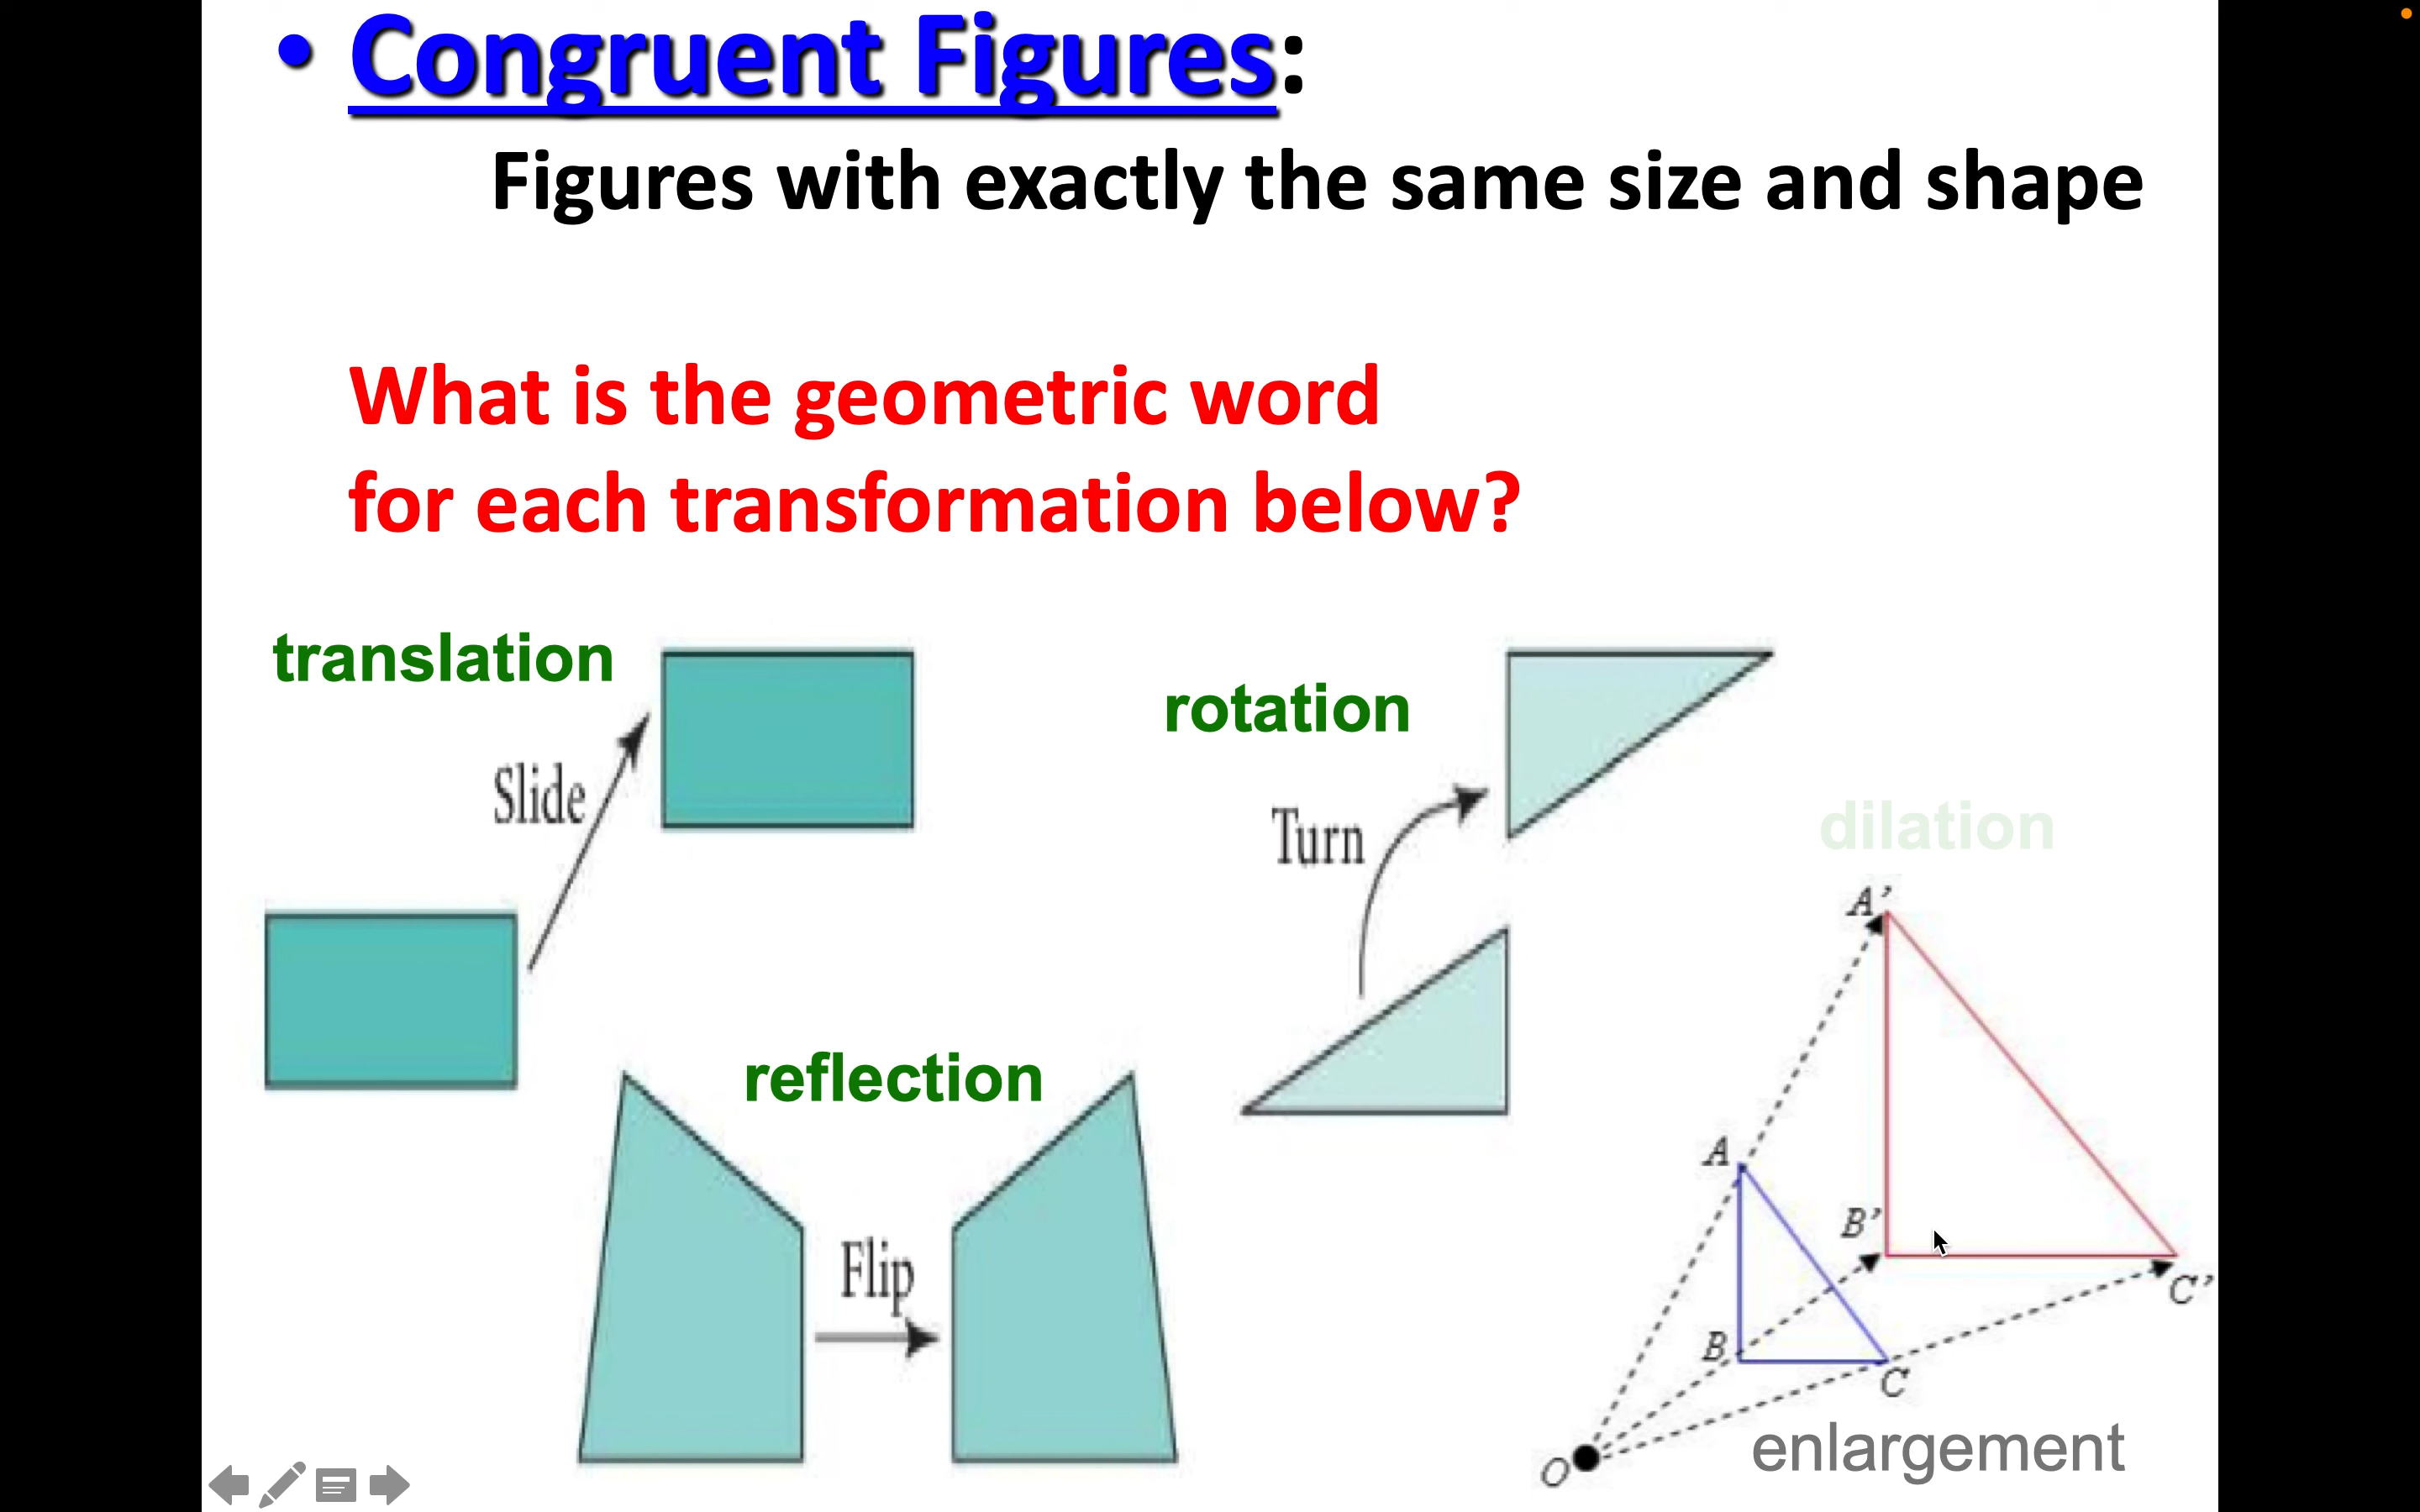 • Congruent Figures:
Figures with exactly the same size and shape
What is the geometric word
for each transformation below?
translation
Slide
rotation
Turn
reflection
Flip
dilation
A'
B'
C'
A
B
C
O
enlargement